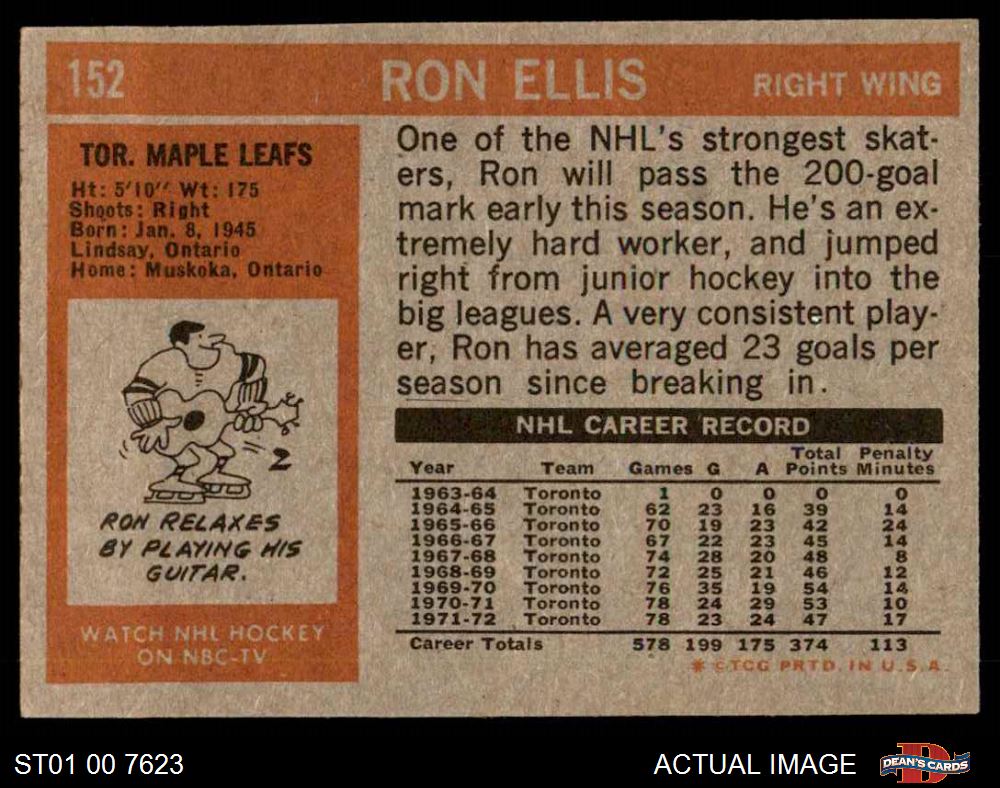 152 RON ELLIS RIGHT WING
TOR. MAPLE LEAFS
Ht: 5'10" Wt: 175
Shoots: Right
Born: Jan. 8, 1945
Lindsay, Ontario
Home: Muskoka, Ontario
RON RELAXES
BY PLAYING HIS
GUITAR.
WATCH NHL HOCKEY
ON NBC-TV
One of the NHL's strongest skat-
ers, Ron will pass the 200-goal
mark early this season. He's an ex-
tremely hard worker, and jumped
right from junior hockey into the
big leagues. A very consistent play-
er, Ron has averaged 23 goals per
season since breaking in.
NHL CAREER RECORD
Year Team Games G A Total Points Penalty Minutes
1963-64 Toronto 1 0 0 0 0
1964-65 Toronto 62 23 16 39 14
1965-66 Toronto 70 19 23 42 24
1966-67 Toronto 67 22 23 45 14
1967-68 Toronto 74 28 20 48 8
1968-69 Toronto 72 25 21 46 12
1969-70 Toronto 76 35 19 54 14
1970-71 Toronto 78 24 29 53 10
1971-72 Toronto 78 23 24 47 17
Career Totals 578 199 175 374 113
* © TCG PRTD. IN U.S.A.
ST01 00 7623 ACTUAL IMAGE DEAN'S CARDS